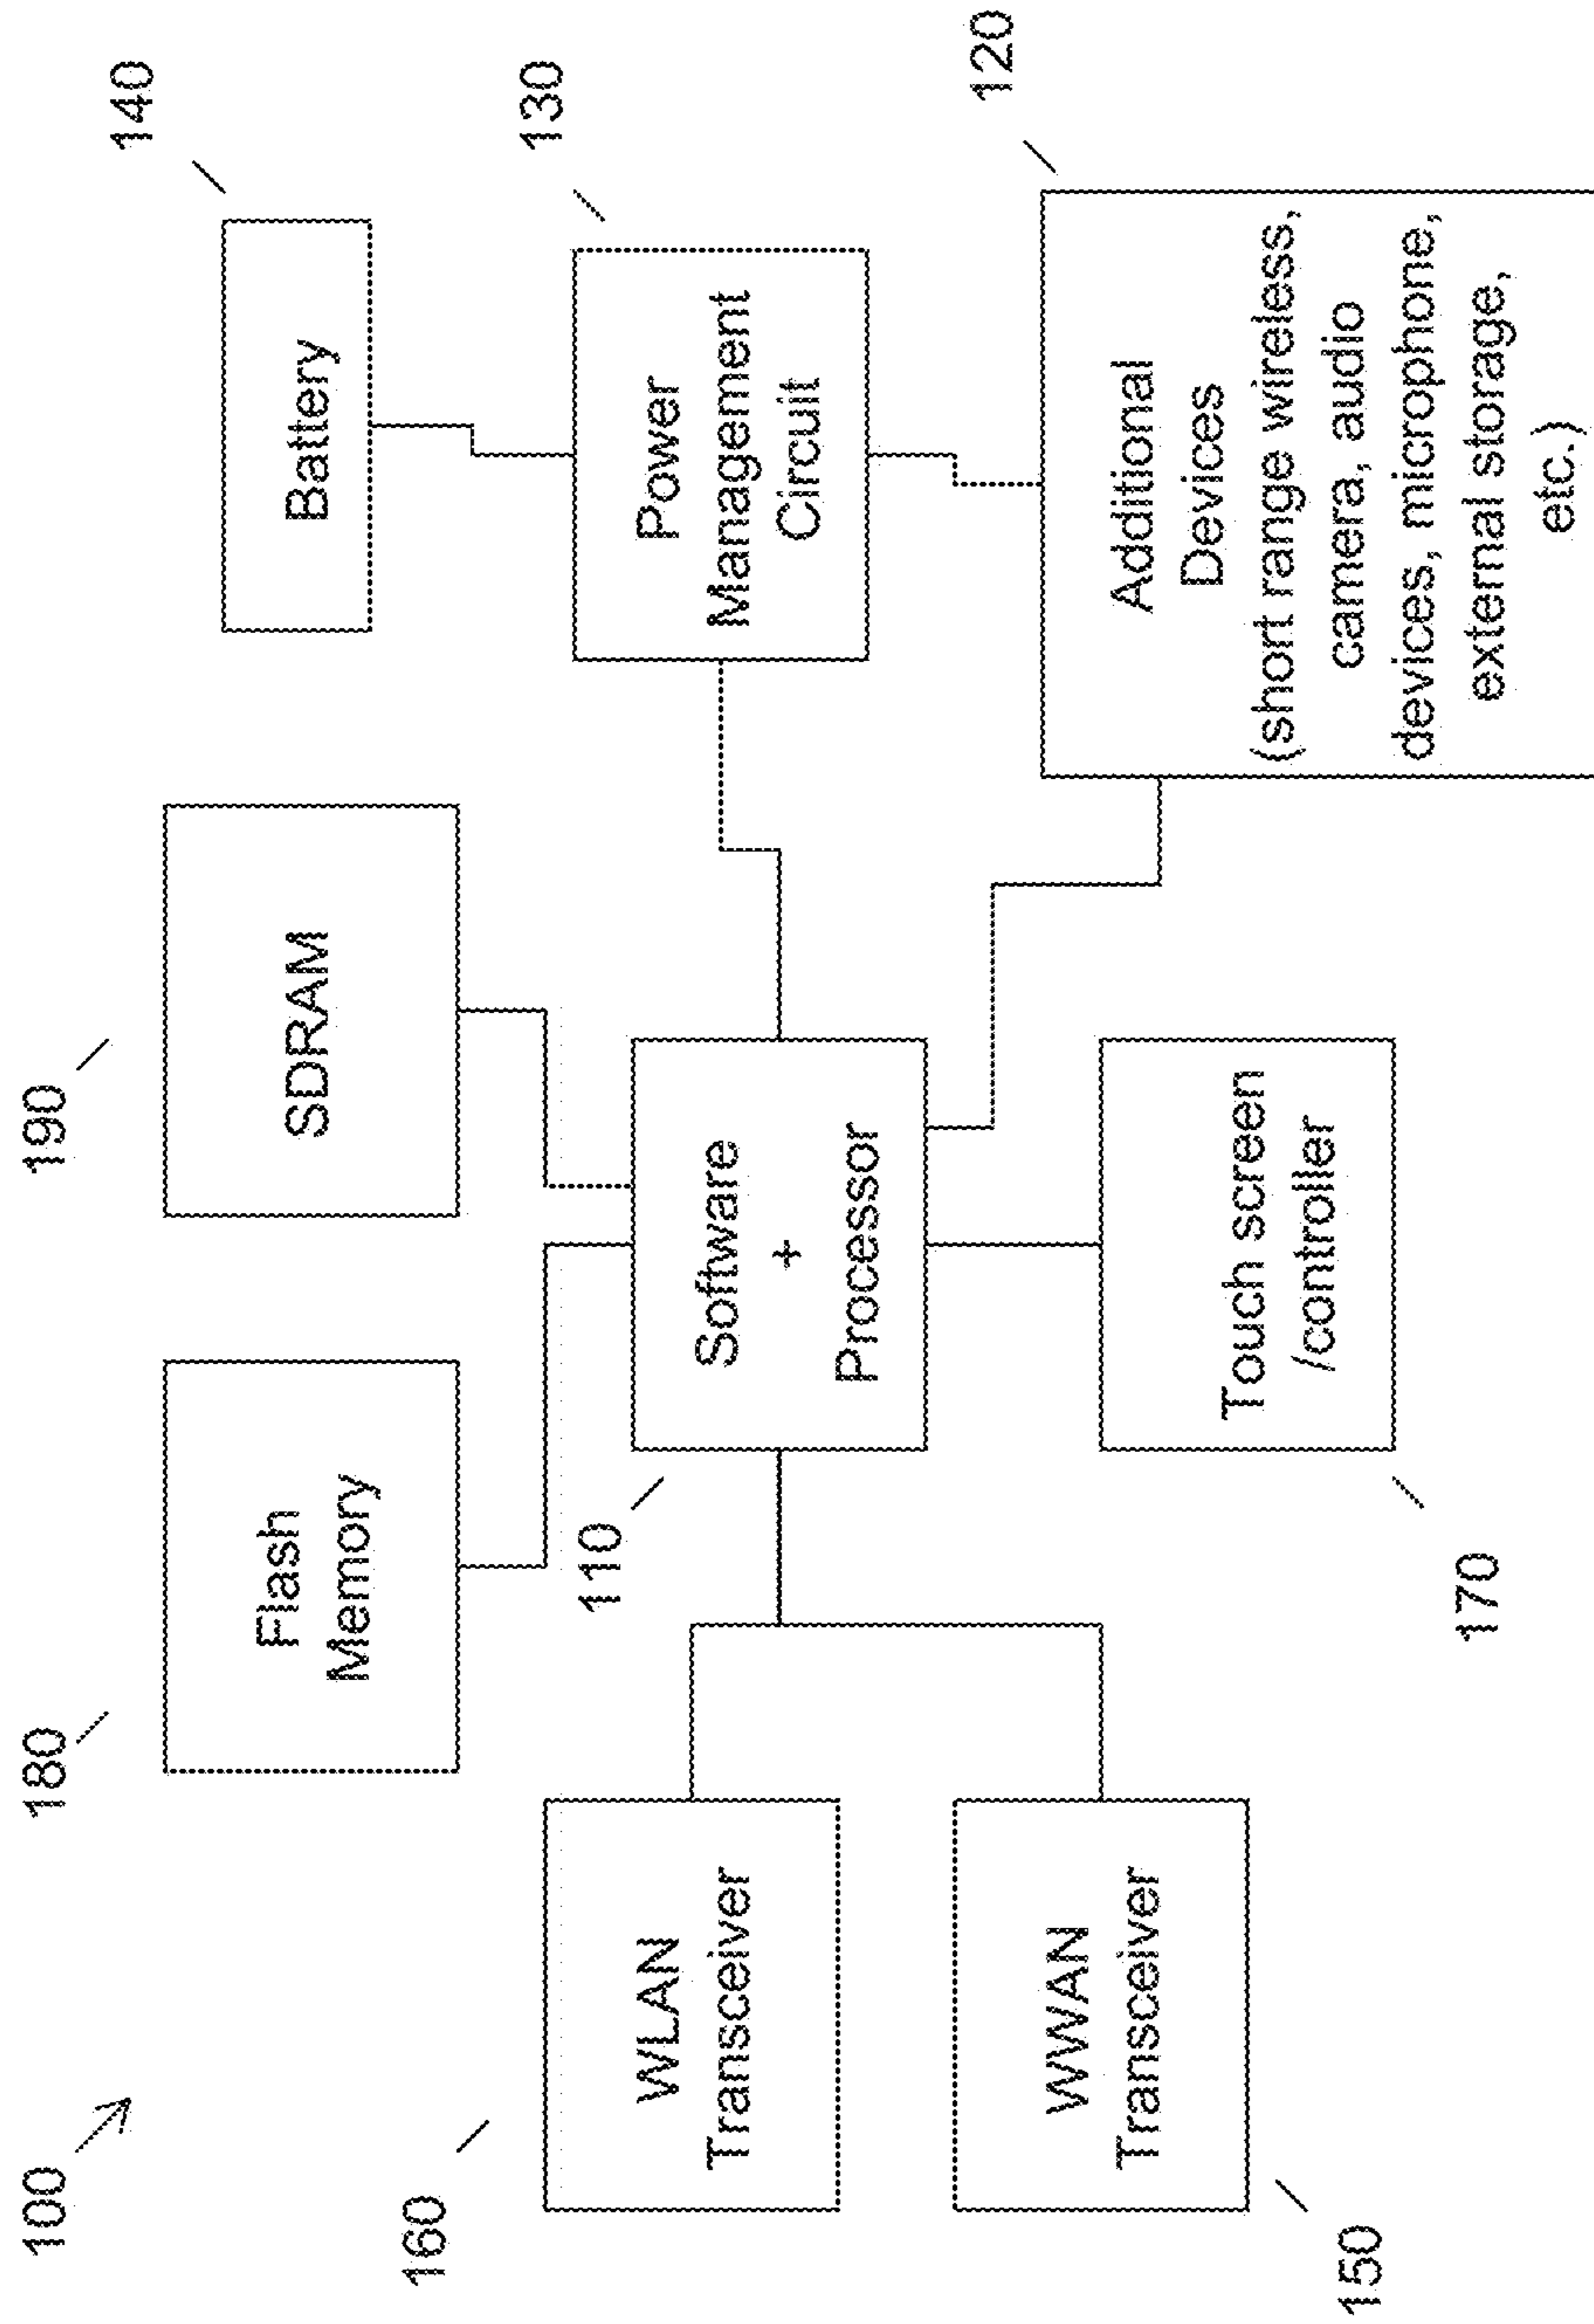 100
180
Flash
Memory
190
SDRAM
140
Battery
160
WLAN
Transceiver
110
Software
+
Processor
130
Power
Management
Circuit
150
WWAN
Transceiver
170
Touch screen
/controller
120
Additional
Devices
(short range wireless,
camera, audio
devices, microphone,
external storage,
etc.)